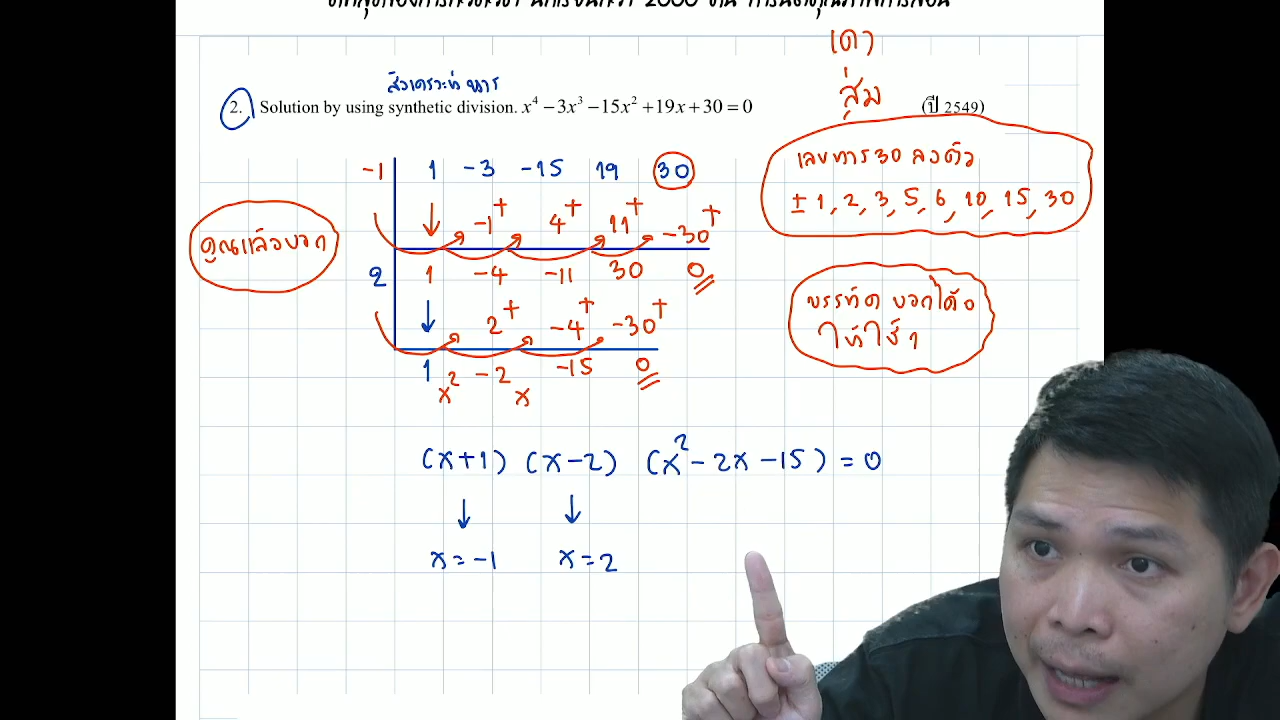 2000
(เดา)
สุ่ม
สังเคราะห์ หาร
2. Solution by using synthetic division. x⁴ − 3x³ − 15x² + 19x + 30 = 0 (ปี 2549)
เลขหาร 30 ลงตัว
± 1, 2, 3, 5, 6, 10, 15, 30
-1 1 -3 -15 19 30
-1+ 4+ 11+ -30+
คูณแล้วบวก
2 1 -4 -11 30 0
2+ -4+ -30+
บรรทัด บวกได้ 0
ให้ใช้
1 -2 -15 0
x² x
(x+1) (x-2) (x²-2x-15) = 0
↓ ↓
x = -1 x = 2